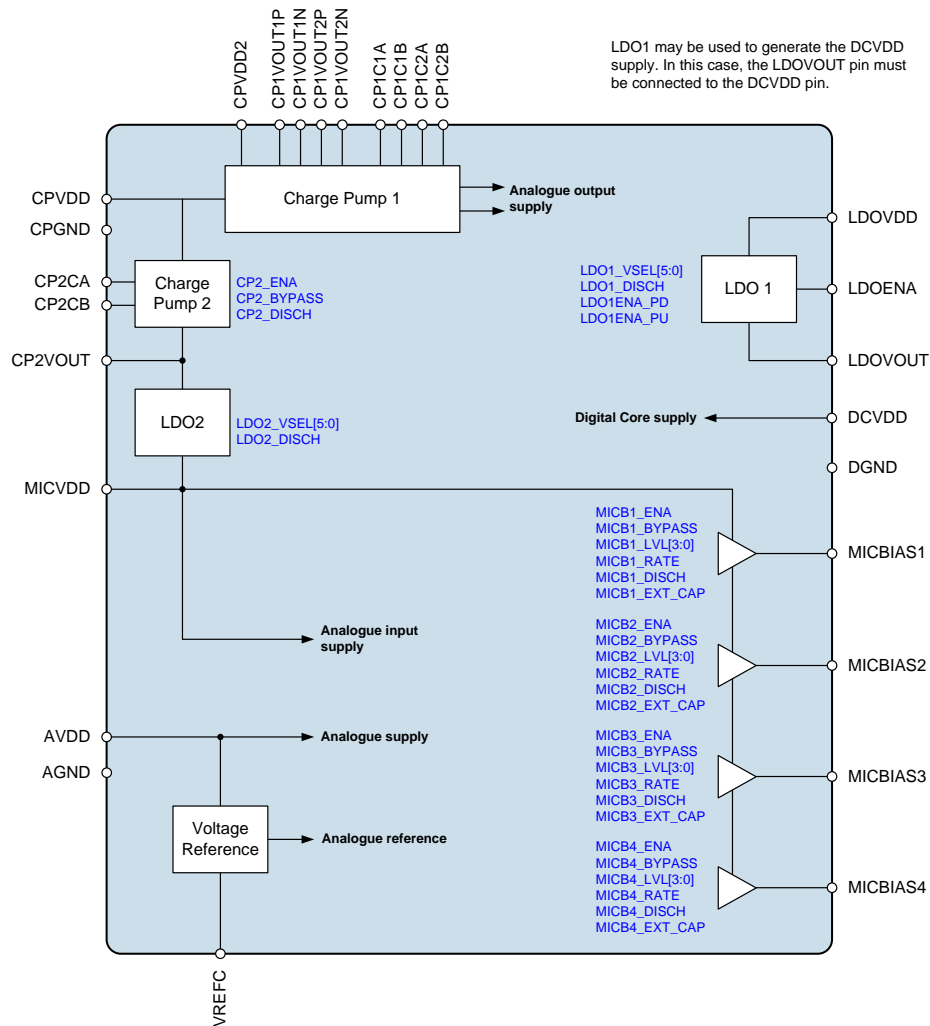 CPVDD2
CP1VOUT1P
CP1VOUT1N
CP1VOUT2P
CP1VOUT2N
CP1C1A
CP1C1B
CP1C2A
CP1C2B
LDO1 may be used to generate the DCVDD
supply. In this case, the LDOVOUT pin must
be connected to the DCVDD pin.
CPVDD
CPGND
Charge Pump 1
Analogue output
supply
CP2CA
CP2CB
Charge
Pump 2
CP2_ENA
CP2_BYPASS
CP2_DISCH
LDO1_VSEL[5:0]
LDO1_DISCH
LDO1ENA_PD
LDO1ENA_PU
LDO 1
LDOVDD
LDOENA
LDOVOUT
CP2VOUT
LDO2
LDO2_VSEL[5:0]
LDO2_DISCH
Digital Core supply
DCVDD
DGND
MICVDD
MICB1_ENA
MICB1_BYPASS
MICB1_LVL[3:0]
MICB1_RATE
MICB1_DISCH
MICB1_EXT_CAP
MICBIAS1
Analogue input
supply
MICB2_ENA
MICB2_BYPASS
MICB2_LVL[3:0]
MICB2_RATE
MICB2_DISCH
MICB2_EXT_CAP
MICBIAS2
AVDD
AGND
Analogue supply
MICB3_ENA
MICB3_BYPASS
MICB3_LVL[3:0]
MICB3_RATE
MICB3_DISCH
MICB3_EXT_CAP
MICBIAS3
Voltage
Reference
Analogue reference
MICB4_ENA
MICB4_BYPASS
MICB4_LVL[3:0]
MICB4_RATE
MICB4_DISCH
MICB4_EXT_CAP
MICBIAS4
VREFC